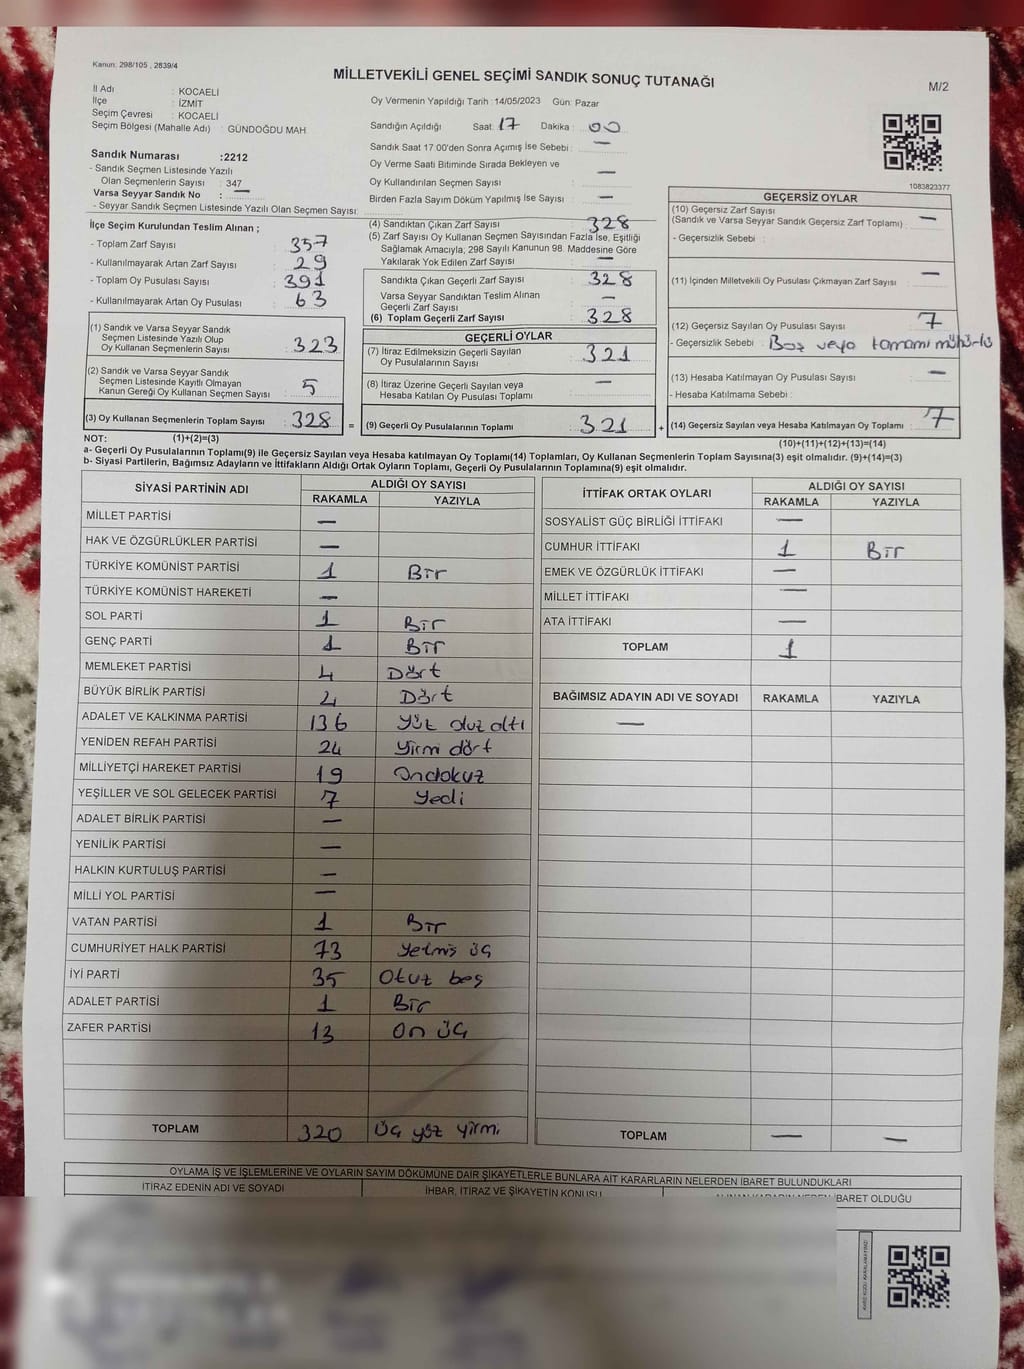 Kanun: 298/105 , 2839/4
MİLLETVEKİLİ GENEL SEÇİMİ SANDIK SONUÇ TUTANAĞI
M/2
İl Adı : KOCAELİ
İlçe : İZMİT
Seçim Çevresi : KOCAELİ
Seçim Bölgesi (Mahalle Adı) : GÜNDOĞDU MAH
Sandık Numarası :2212
- Sandık Seçmen Listesinde Yazılı
Olan Seçmenlerin Sayısı : 347
Varsa Seyyar Sandık No : —
- Seyyar Sandık Seçmen Listesinde Yazılı Olan Seçmen Sayısı:
Oy Vermenin Yapıldığı Tarih :14/05/2023 Gün: Pazar
Sandığın Açıldığı Saat: 17 Dakika : 00
Sandık Saat 17 00'den Sonra Açımış İse Sebebi : —
Oy Verme Saati Bitiminde Sırada Bekleyen ve
Oy Kullandırılan Seçmen Sayısı : —
Birden Fazla Sayım Döküm Yapılmış İse Sayısı : —
1083823377
İlçe Seçim Kurulundan Teslim Alınan ;
- Toplam Zarf Sayısı : 357
- Kullanılmayarak Artan Zarf Sayısı : 29
- Toplam Oy Pusulası Sayısı : 391
- Kullanılmayarak Artan Oy Pusulası : 63
(1) Sandık ve Varsa Seyyar Sandık
Seçmen Listesinde Yazılı Olup
Oy Kullanan Seçmenlerin Sayısı : 323
(2) Sandık ve Varsa Seyyar Sandık
Seçmen Listesinde Kayıtlı Olmayan
Kanun Gereği Oy Kullanan Seçmen Sayısı : 5
(3) Oy Kullanan Seçmenlerin Toplam Sayısı : 328 =
(4) Sandıktan Çıkan Zarf Sayısı : 328
(5) Zarf Sayısı Oy Kullanan Seçmen Sayısından Fazla İse, Eşitliği
Sağlamak Amacıyla; 298 Sayılı Kanunun 98. Maddesine Göre
Yakılarak Yok Edilen Zarf Sayısı : —
Sandıkta Çıkan Geçerli Zarf Sayısı : 328
Varsa Seyyar Sandıktan Teslim Alınan
Geçerli Zarf Sayısı : —
(6) Toplam Geçerli Zarf Sayısı : 328
GEÇERLİ OYLAR
(7) İtiraz Edilmeksizin Geçerli Sayılan
Oy Pusulalarının Sayısı : 321
(8) İtiraz Üzerine Geçerli Sayılan veya
Hesaba Katılan Oy Pusulası Toplamı : —
(9) Geçerli Oy Pusulalarının Toplamı : 321 +
GEÇERSİZ OYLAR
(10) Geçersiz Zarf Sayısı
(Sandık ve Varsa Seyyar Sandık Geçersiz Zarf Toplamı) : —
- Geçersizlik Sebebi :
(11) İçinden Milletvekili Oy Pusulası Çıkmayan Zarf Sayısı : —
(12) Geçersiz Sayılan Oy Pusulası Sayısı : 7
- Geçersizlik Sebebi : Boş veya tamamı mühürlü
(13) Hesaba Katılmayan Oy Pusulası Sayısı : —
- Hesaba Katılmama Sebebi :
(14) Geçersiz Sayılan veya Hesaba Katılmayan Oy Toplamı : 7
NOT: (1)+(2)=(3)
(10)+(11)+(12)+(13)=(14)
a- Geçerli Oy Pusulalarının Toplamı(9) ile Geçersiz Sayılan veya Hesaba katılmayan Oy Toplamı(14) Toplamları, Oy Kullanan Seçmenlerin Toplam Sayısına(3) eşit olmalıdır. (9)+(14)=(3)
b- Siyasi Partilerin, Bağımsız Adayların ve İttifakların Aldığı Ortak Oyların Toplamı, Geçerli Oy Pusulalarının Toplamına(9) eşit olmalıdır.
SİYASİ PARTİNİN ADI ALDIĞI OY SAYISI
RAKAMLA YAZIYLA
MİLLET PARTİSİ —
HAK VE ÖZGÜRLÜKLER PARTİSİ —
TÜRKİYE KOMÜNİST PARTİSİ 1 Bir
TÜRKİYE KOMÜNİST HAREKETİ —
SOL PARTİ 1 Bir
GENÇ PARTİ 1 Bir
MEMLEKET PARTİSİ 4 Dört
BÜYÜK BİRLİK PARTİSİ 4 Dört
ADALET VE KALKINMA PARTİSİ 136 Yüz otuz altı
YENİDEN REFAH PARTİSİ 24 Yirmi dört
MİLLİYETÇİ HAREKET PARTİSİ 19 Ondokuz
YEŞİLLER VE SOL GELECEK PARTİSİ 7 Yedi
ADALET BİRLİK PARTİSİ —
YENİLİK PARTİSİ —
HALKIN KURTULUŞ PARTİSİ —
MİLLİ YOL PARTİSİ —
VATAN PARTİSİ 1 Bir
CUMHURİYET HALK PARTİSİ 73 Yetmiş üç
İYİ PARTİ 35 Otuz beş
ADALET PARTİSİ 1 Bir
ZAFER PARTİSİ 13 On üç
TOPLAM 320 Üç yüz yirmi
İTTİFAK ORTAK OYLARI ALDIĞI OY SAYISI
RAKAMLA YAZIYLA
SOSYALİST GÜÇ BİRLİĞİ İTTİFAKI —
CUMHUR İTTİFAKI 1 Bir
EMEK VE ÖZGÜRLÜK İTTİFAKI —
MİLLET İTTİFAKI —
ATA İTTİFAKI —
TOPLAM 1
BAĞIMSIZ ADAYIN ADI VE SOYADI RAKAMLA YAZIYLA
—
TOPLAM — —
OYLAMA İŞ VE İŞLEMLERİNE VE OYLARIN SAYIM DÖKÜMÜNE DAİR ŞİKAYETLERLE BUNLARA AİT KARARLARIN NELERDEN İBARET BULUNDUKLARI
İTİRAZ EDENİN ADI VE SOYADI İHBAR, İTİRAZ VE ŞİKAYETİN KONUSU İBARET OLDUĞU